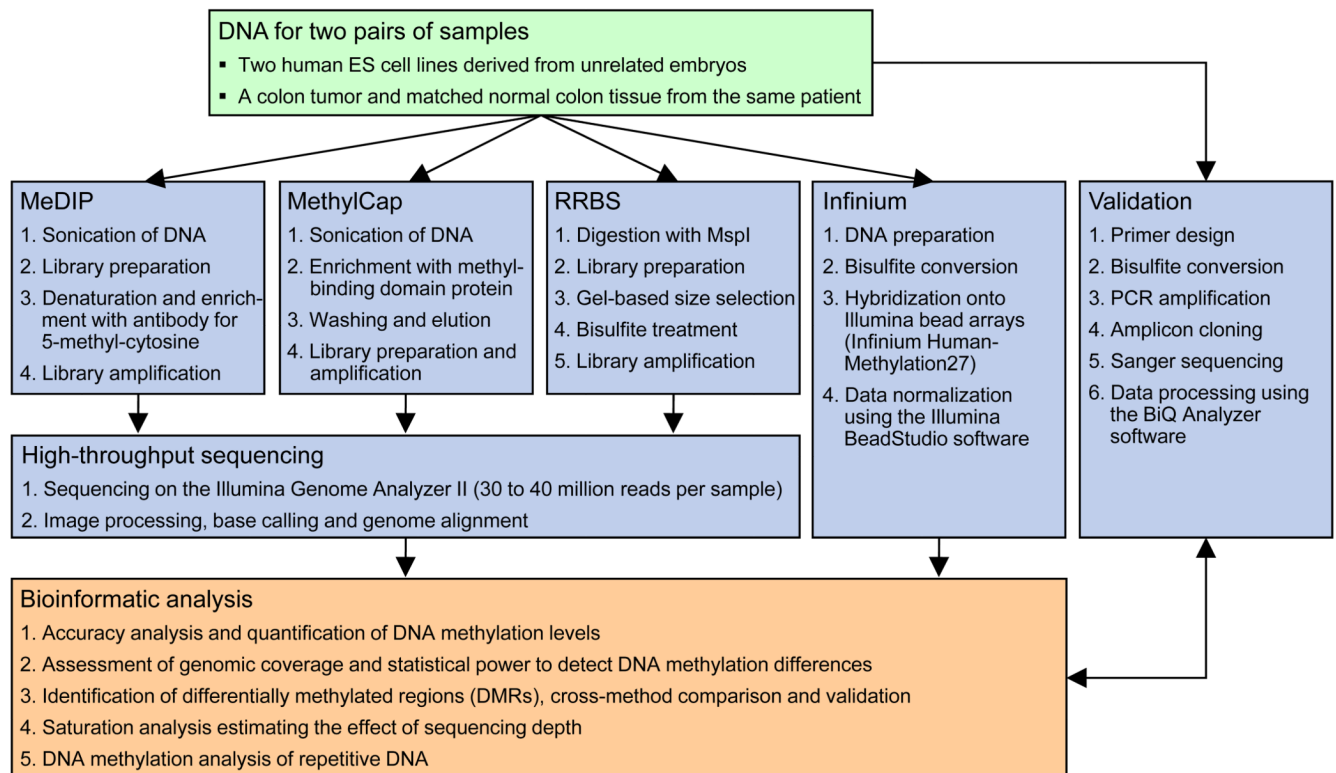 DNA for two pairs of samples
▪ Two human ES cell lines derived from unrelated embryos
▪ A colon tumor and matched normal colon tissue from the same patient
MeDIP
1. Sonication of DNA
2. Library preparation
3. Denaturation and enrich-
ment with antibody for
5-methyl-cytosine
4. Library amplification
MethylCap
1. Sonication of DNA
2. Enrichment with methyl-
binding domain protein
3. Washing and elution
4. Library preparation and
amplification
RRBS
1. Digestion with MspI
2. Library preparation
3. Gel-based size selection
4. Bisulfite treatment
5. Library amplification
Infinium
1. DNA preparation
2. Bisulfite conversion
3. Hybridization onto
Illumina bead arrays
(Infinium Human-
Methylation27)
4. Data normalization
using the Illumina
BeadStudio software
Validation
1. Primer design
2. Bisulfite conversion
3. PCR amplification
4. Amplicon cloning
5. Sanger sequencing
6. Data processing using
the BiQ Analyzer
software
High-throughput sequencing
1. Sequencing on the Illumina Genome Analyzer II (30 to 40 million reads per sample)
2. Image processing, base calling and genome alignment
Bioinformatic analysis
1. Accuracy analysis and quantification of DNA methylation levels
2. Assessment of genomic coverage and statistical power to detect DNA methylation differences
3. Identification of differentially methylated regions (DMRs), cross-method comparison and validation
4. Saturation analysis estimating the effect of sequencing depth
5. DNA methylation analysis of repetitive DNA